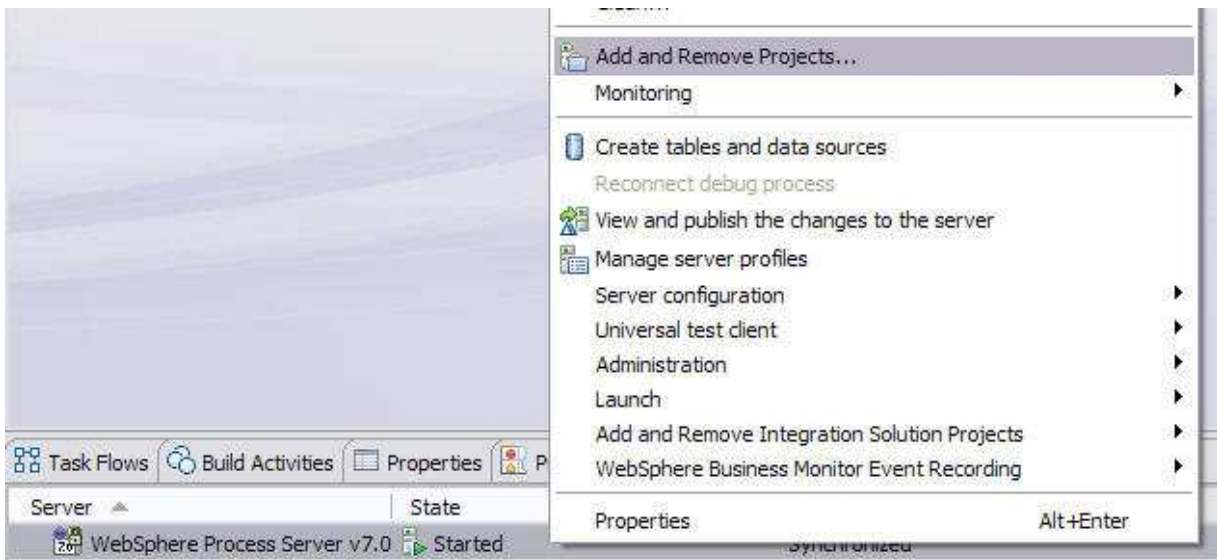 Add and Remove Projects...
Monitoring
Create tables and data sources
Reconnect debug process
View and publish the changes to the server
Manage server profiles
Server configuration
Universal test client
Administration
Launch
Add and Remove Integration Solution Projects
WebSphere Business Monitor Event Recording
Properties Alt+Enter
Task Flows Build Activities Properties P
Server State
7.0 WebSphere Process Server v7.0 Started Synchronized